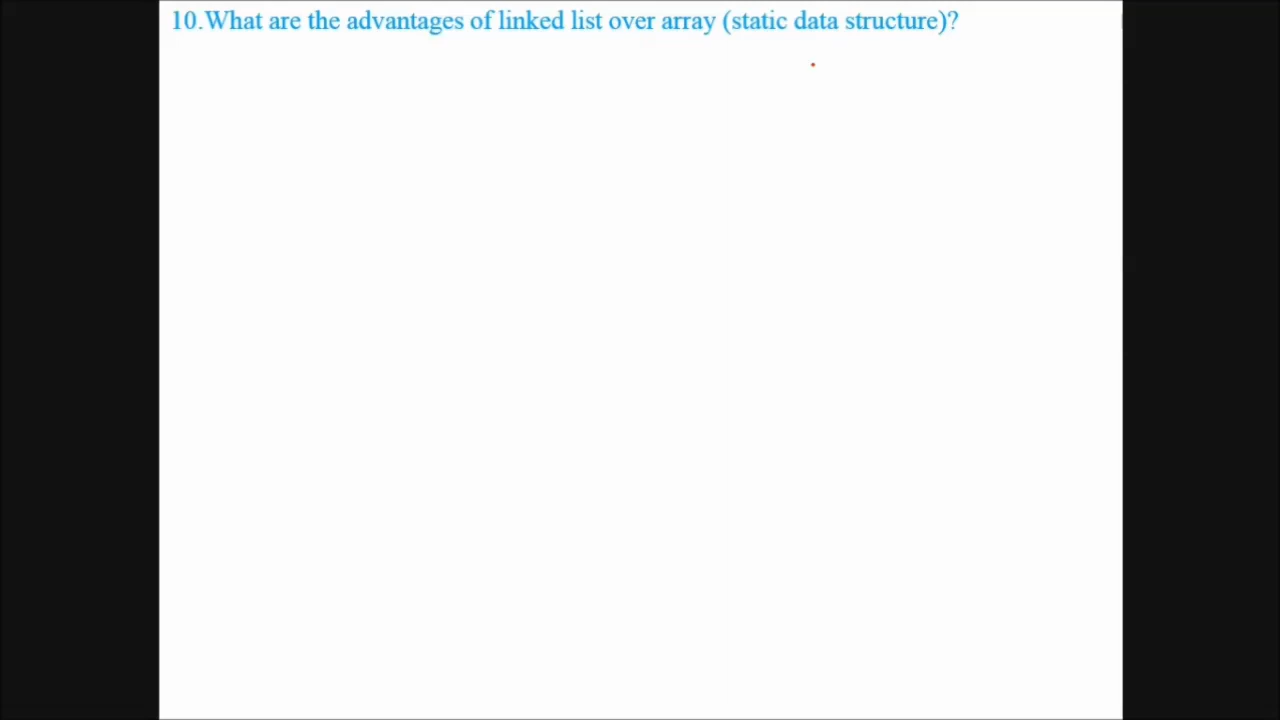 10.What are the advantages of linked list over array (static data structure)?